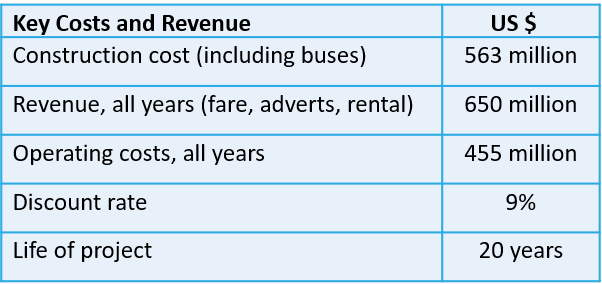 Key Costs and Revenue US $
Construction cost (including buses) 563 million
Revenue, all years (fare, adverts, rental) 650 million
Operating costs, all years 455 million
Discount rate 9%
Life of project 20 years